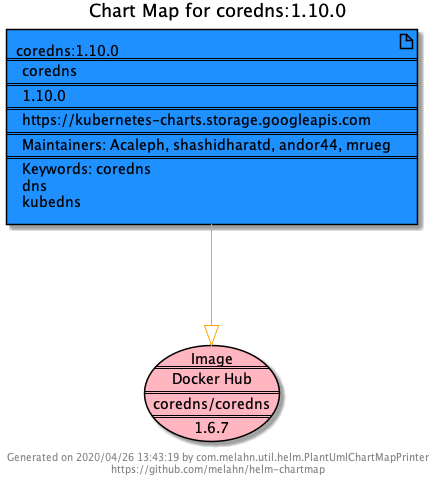 Chart Map for coredns:1.10.0
coredns:1.10.0
coredns
1.10.0
https://kubernetes-charts.storage.googleapis.com
Maintainers: Acaleph, shashidharatd, andor44, mrueg
Keywords: coredns
dns
kubedns
Image
Docker Hub
coredns/coredns
1.6.7
Generated on 2020/04/26 13:43:19 by com.melahn.util.helm.PlantUmlChartMapPrinter
https://github.com/melahn/helm-chartmap